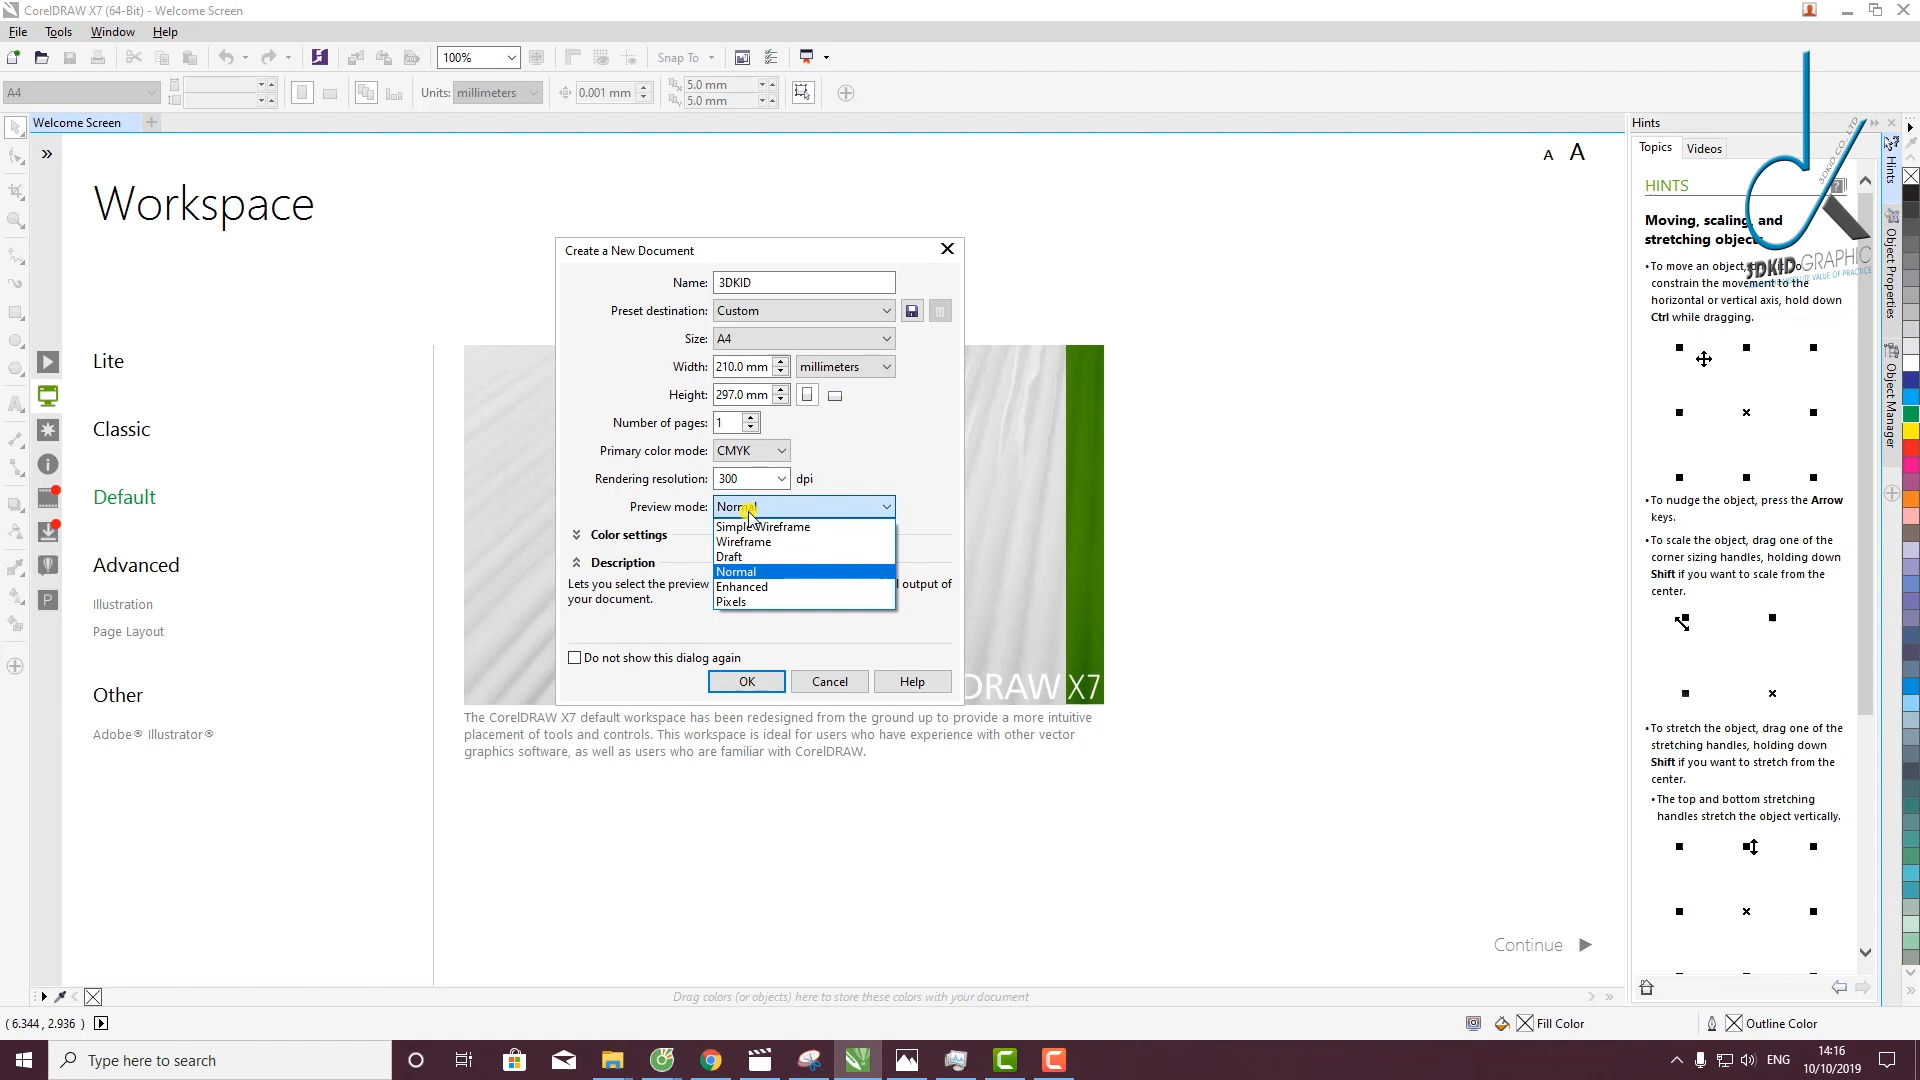 CorelDRAW X7 (64-Bit) - Welcome Screen
File Tools Window Help
100%
Snap To
A4
Units: millimeters
0.001 mm
5.0 mm
5.0 mm
Welcome Screen
A A
Workspace
Lite
Classic
Default
Advanced
Illustration
Page Layout
Other
Adobe® Illustrator®
Create a New Document
Name: 3DKID
Preset destination: Custom
Size: A4
Width: 210.0 mm millimeters
Height: 297.0 mm
Number of pages: 1
Primary color mode: CMYK
Rendering resolution: 300 dpi
Preview mode: Normal
Simple Wireframe
Wireframe
Draft
Normal
Enhanced
Pixels
Color settings
Description
Lets you select the preview
output of
your document.
Do not show this dialog again
OK Cancel Help
DRAW X7
The CorelDRAW X7 default workspace has been redesigned from the ground up to provide a more intuitive
placement of tools and controls. This workspace is ideal for users who have experience with other vector
graphics software, as well as users who are familiar with CorelDRAW.
Continue
Hints
Topics Videos
HINTS
Moving, scaling, and
stretching objects
• To move an object,
constrain the movement to the
horizontal or vertical axis, hold down
Ctrl while dragging.
• To nudge the object, press the Arrow
keys.
• To scale the object, drag one of the
corner sizing handles, holding down
Shift if you want to scale from the
center.
• To stretch the object, drag one of the
stretching handles, holding down
Shift if you want to stretch from the
center.
• The top and bottom stretching
handles stretch the object vertically.
Hints
Object Properties
Object Manager
3DKID CO., LTD
3DKID GRAPHIC
VALUE OF PRACTICE
Drag colors (or objects) here to store these colors with your document
( 6.344 , 2.936 )
Fill Color
Outline Color
Type here to search
ENG
14:16
10/10/2019